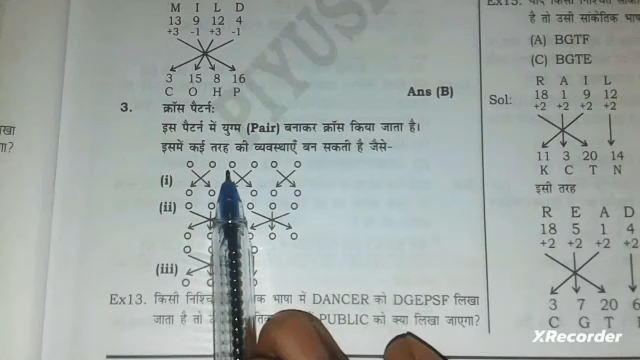 M I L D
13 9 12 4
+3 -1 +3 -1
3 15 8 16
C O H P
Ans (B)
3. क्रॉस पैटर्नः
इस पैटर्न में युग्म (Pair) बनाकर क्रॉस किया जाता है।
इसमें कई तरह की व्यवस्थाएँ बन सकती है जैसे-
(i)
(ii)
(iii)
Ex13. किसी में DANCER को DGEPSF लिखा
जाता है तो PUBLIC को क्या लिखा जाएगा?
PIYUSH
Ex15. यदि किसी
है तो उसी सांकेतिक
(A) BGTF
(C) BGTE
Sol:
R A I L
18 1 9 12
+2 +2 +2 +2
11 3 20 14
K C T N
इसी तरह
R E A D
18 5 1 4
+2 +2 +2
3 7 20 6
C G T
XRecorder